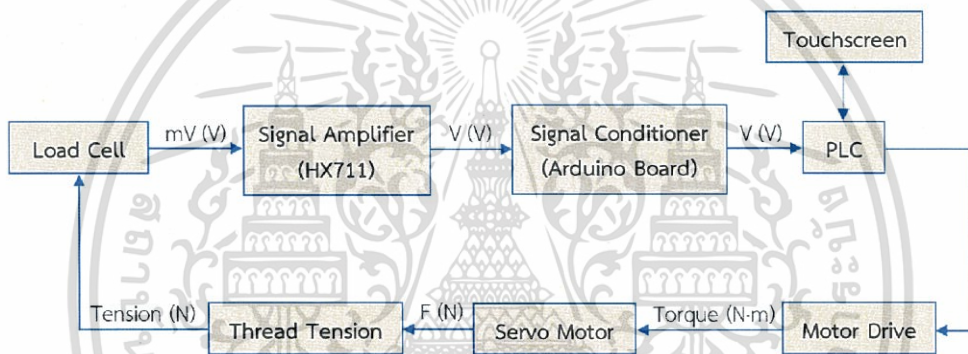 Touchscreen
Load Cell
mV (V)
Signal Amplifier
(HX711)
V (V)
Signal Conditioner
(Arduino Board)
V (V)
PLC
Tension (N)
Thread Tension
F (N)
Servo Motor
Torque (N-m)
Motor Drive